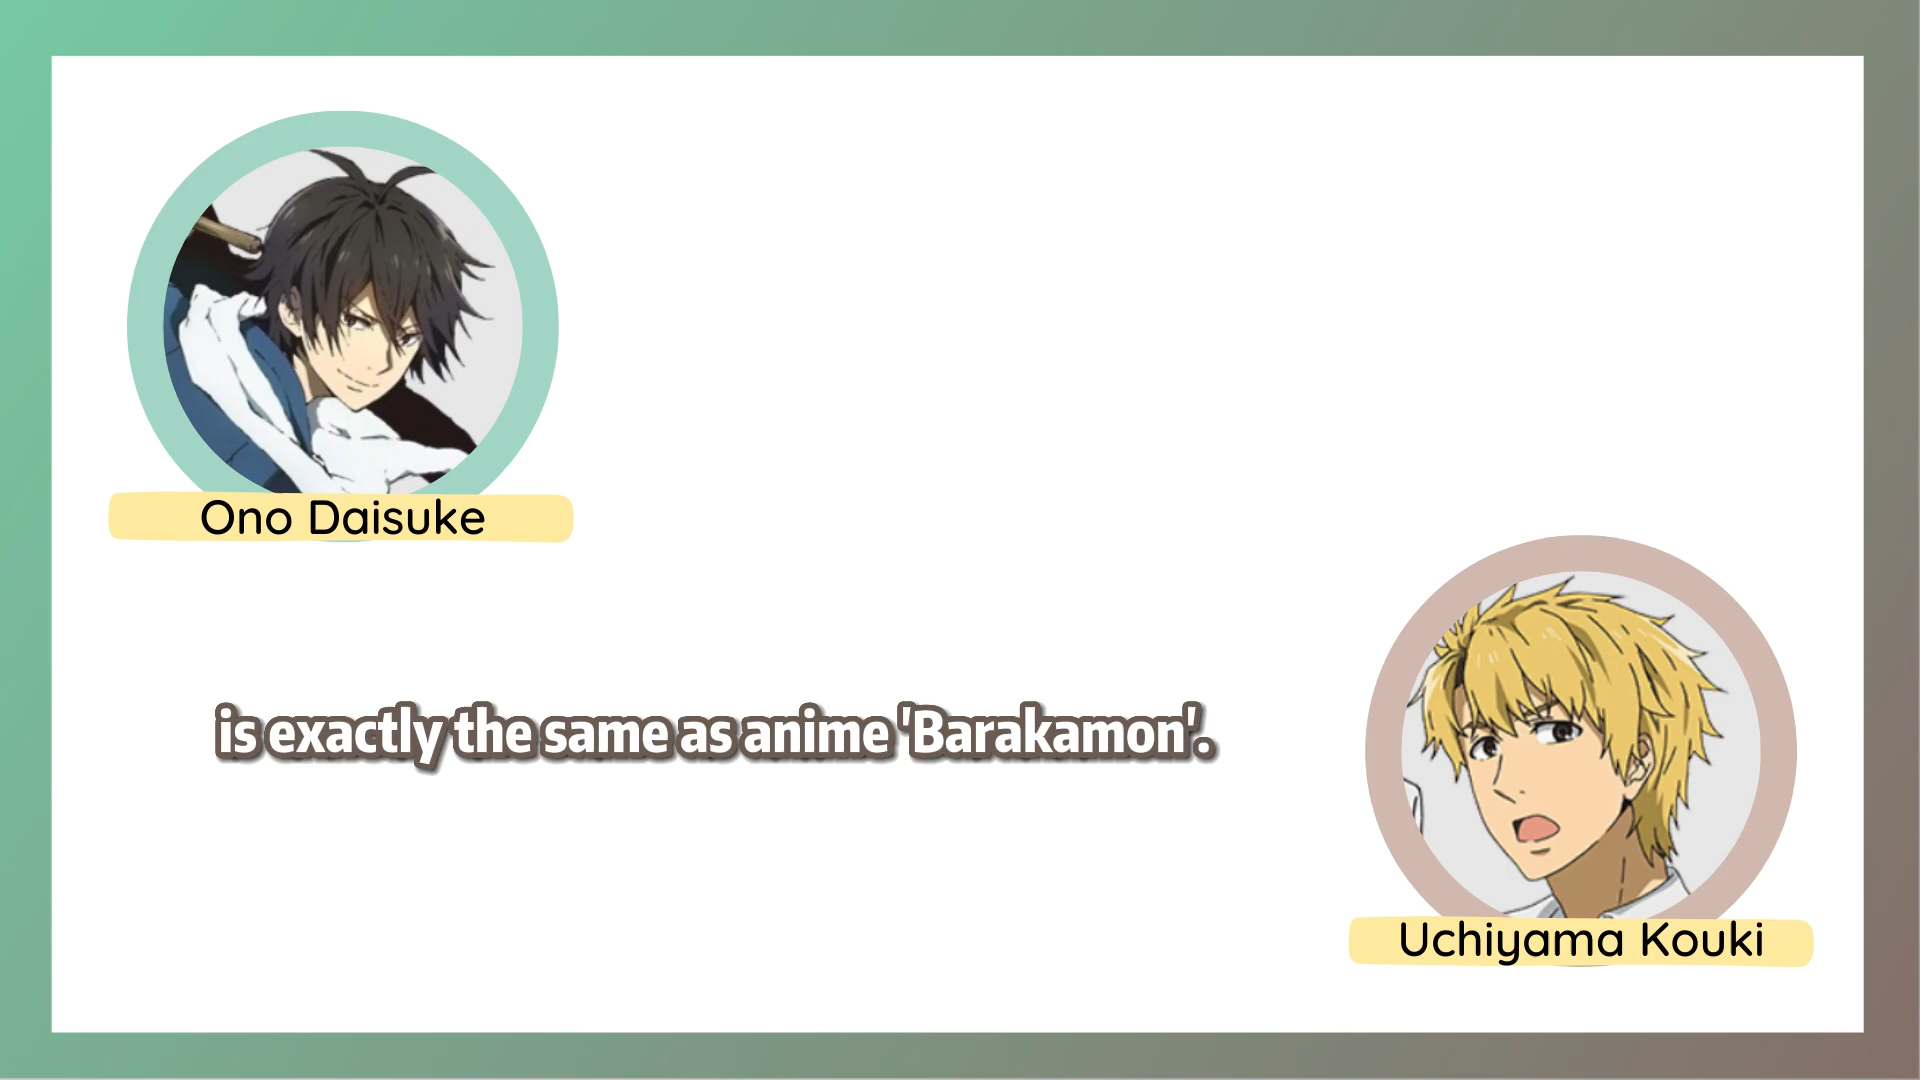 Ono Daisuke
is exactly the same as anime 'Barakamon'.
Uchiyama Kouki